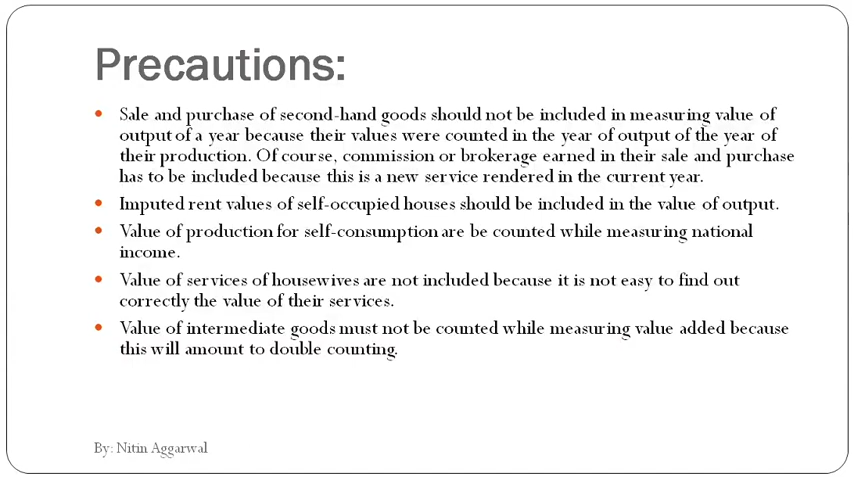 Precautions:
• Sale and purchase of second-hand goods should not be included in measuring value of
output of a year because their values were counted in the year of output of the year of
their production. Of course, commission or brokerage earned in their sale and purchase
has to be included because this is a new service rendered in the current year.
• Imputed rent values of self-occupied houses should be included in the value of output.
• Value of production for self-consumption are be counted while measuring national
income.
• Value of services of housewives are not included because it is not easy to find out
correctly the value of their services.
• Value of intermediate goods must not be counted while measuring value added because
this will amount to double counting.
By: Nitin Aggarwal